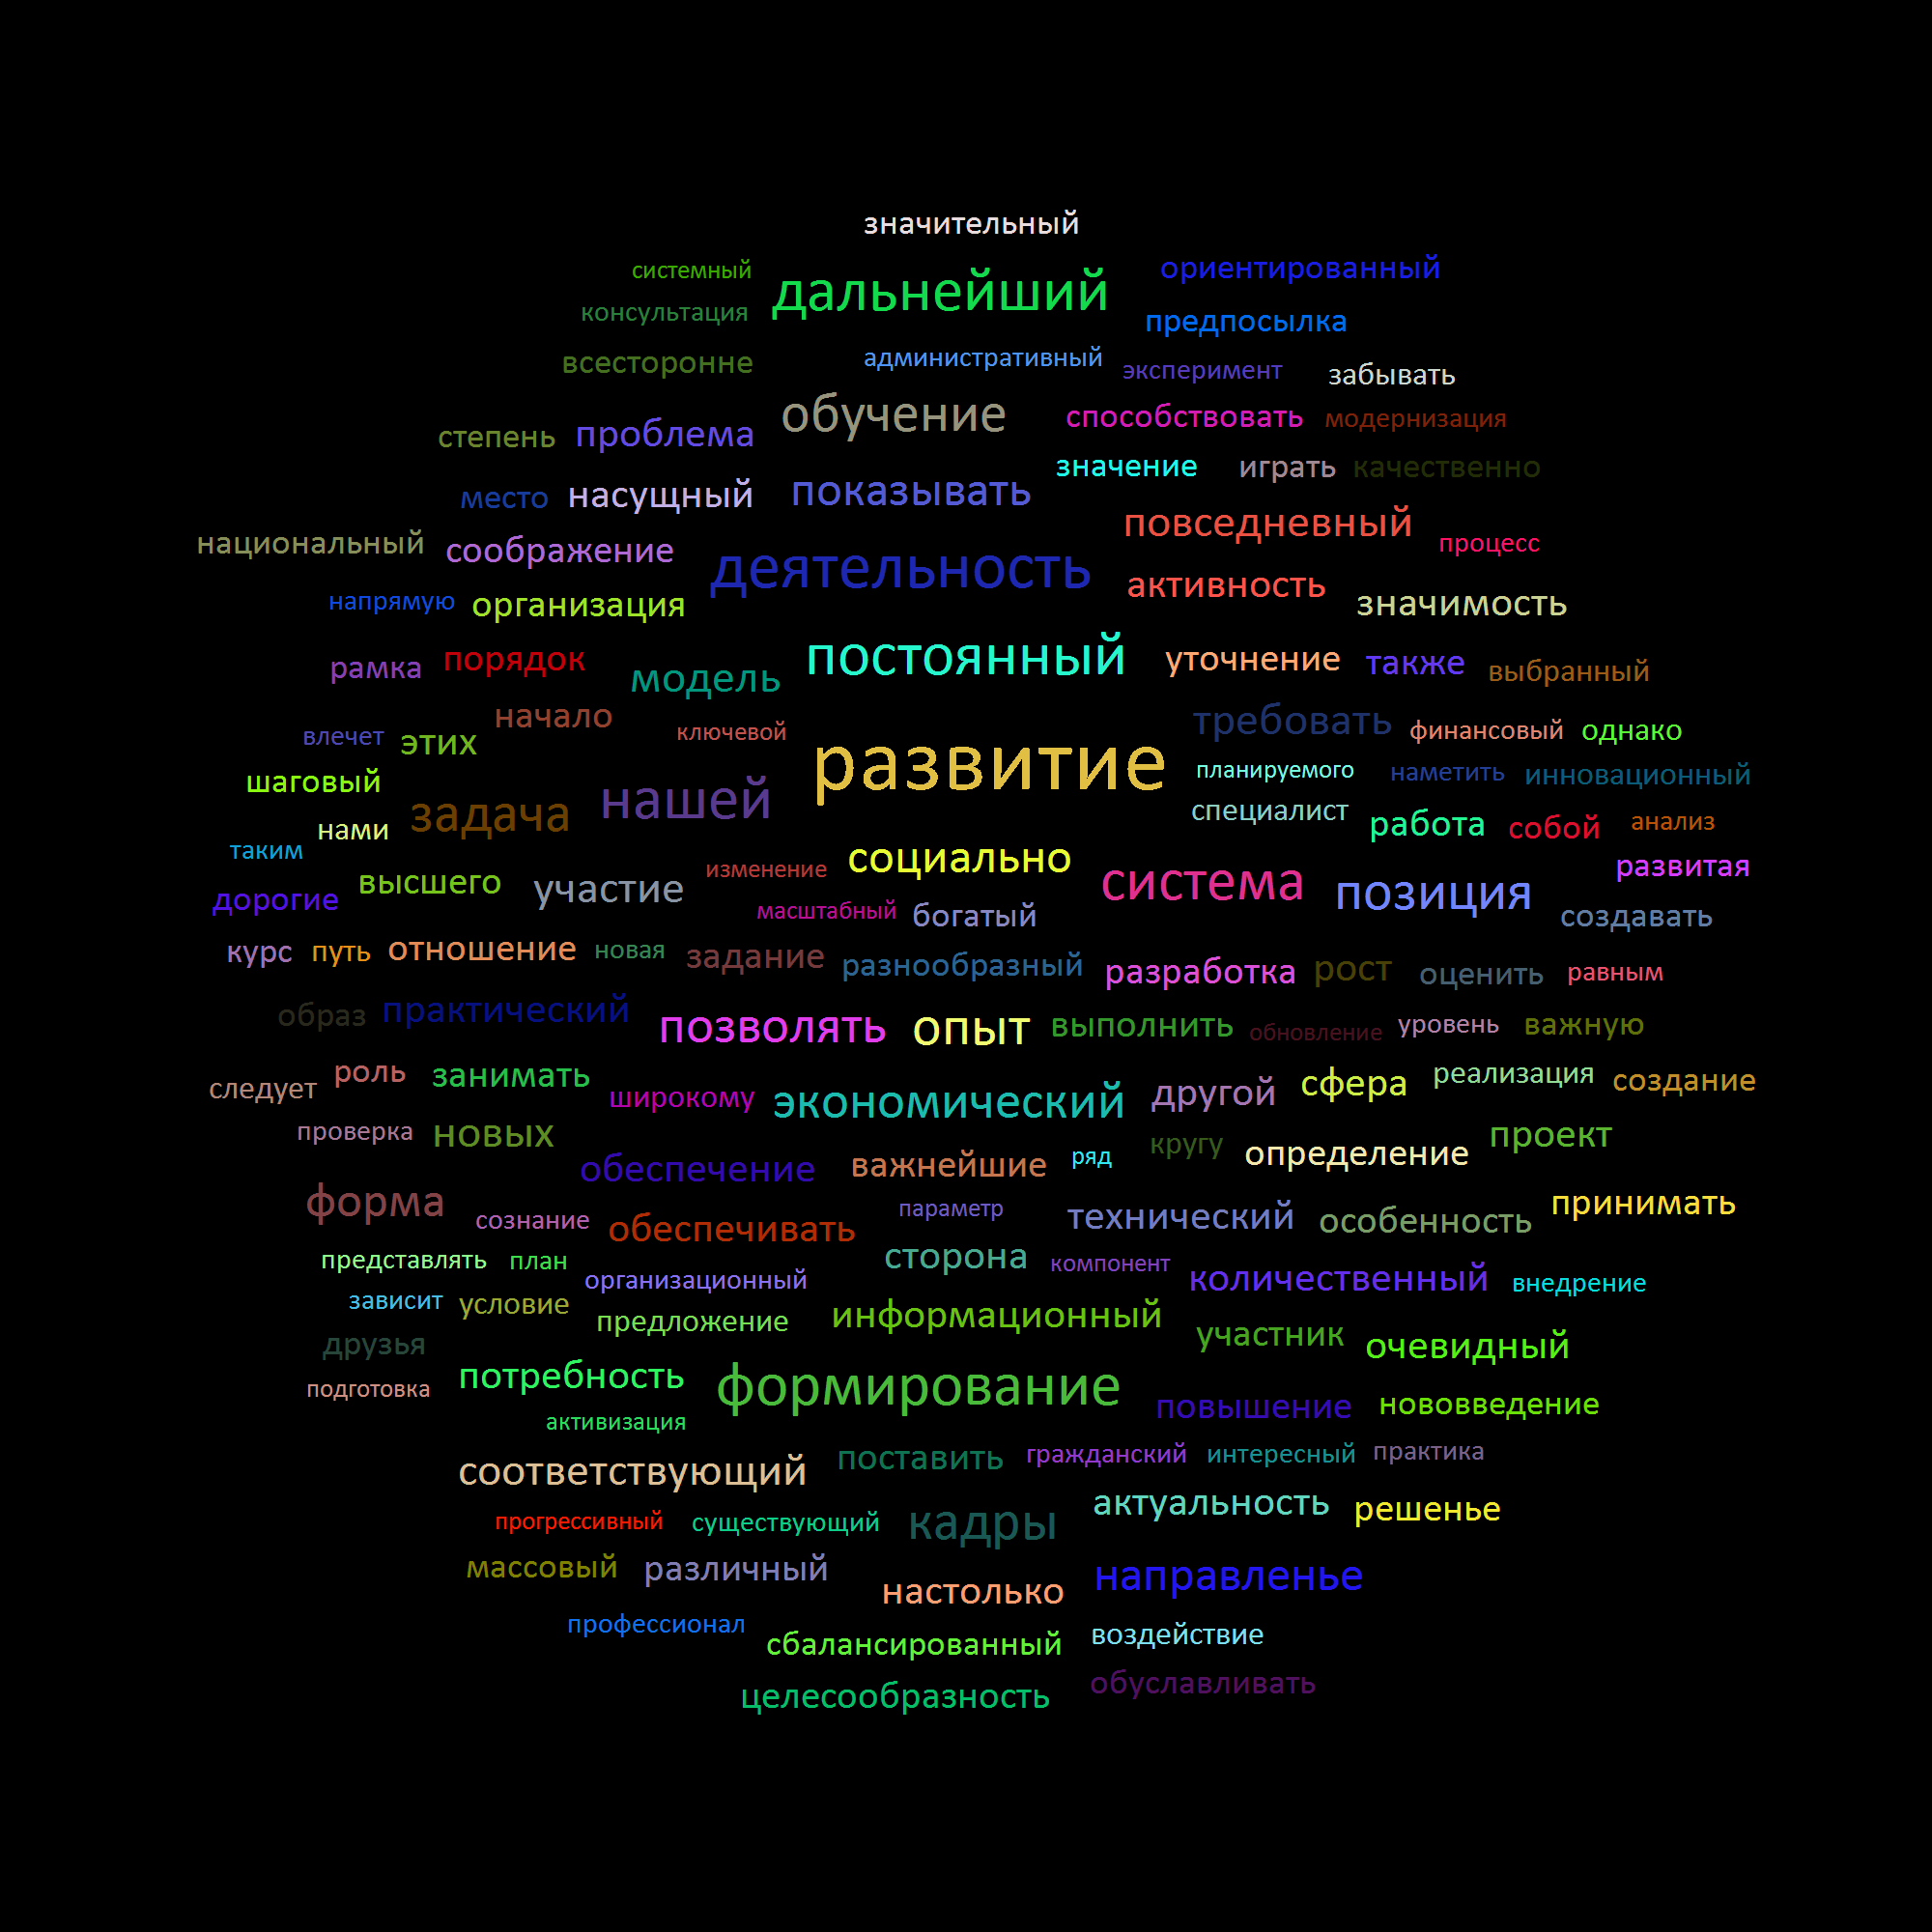 значительный
системный дальнейший ориентированный
консультация предпосылка
всесторонне административный эксперимент забывать
степень проблема обучение способствовать модернизация
место насущный показывать значение играть качественно
национальный соображение деятельность повседневный процесс
напрямую организация активность значимость
рамка порядок модель постоянный уточнение также выбранный
влечет этих начало ключевой развитие требовать финансовый однако
шаговый задача нашей планируемого наметить инновационный
нами специалист работа собой анализ
таким высшего участие изменение социально система позиция развитая
дорогие масштабный богатый создавать
курс путь отношение новая задание разнообразный разработка рост оценить равным
образ практический позволять опыт выполнить обновление уровень важную
следует роль занимать широкому экономический другой сфера реализация создание
проверка новых обеспечение важнейшие ряд кругу определение проект
форма сознание обеспечивать параметр технический особенность принимать
представлять план организационный сторона компонент количественный внедрение
зависит условие предложение информационный участник очевидный
друзья
подготовка потребность формирование повышение нововведение
активизация
соответствующий поставить гражданский интересный практика
прогрессивный существующий кадры актуальность решенье
массовый различный настолько направленье
профессионал сбалансированный воздействие
целесообразность обуславливать